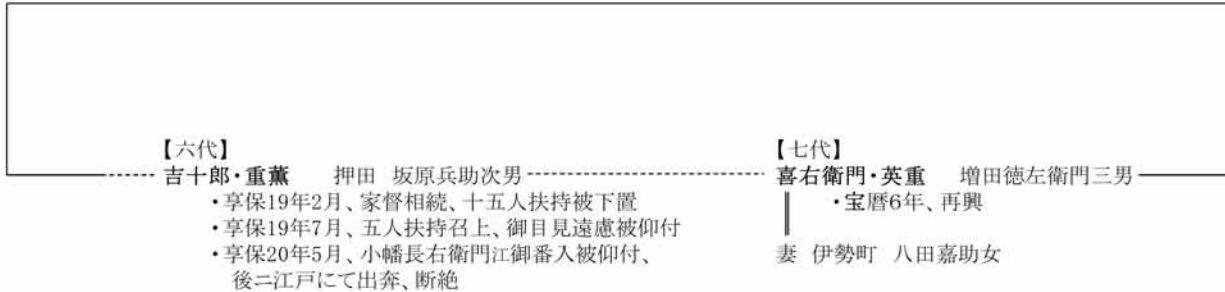 【六代】
吉十郎・重薫　押田 坂原兵助次男
・享保19年2月、家督相続、十五人扶持被下置
・享保19年7月、五人扶持召上、御目見遠慮被仰付
・享保20年5月、小幡長右衛門江御番入被仰付、
後ニ江戸にて出奔、断絶
【七代】
喜右衛門・英重　増田徳左衛門三男
・宝暦6年、再興
妻 伊勢町 八田嘉助女